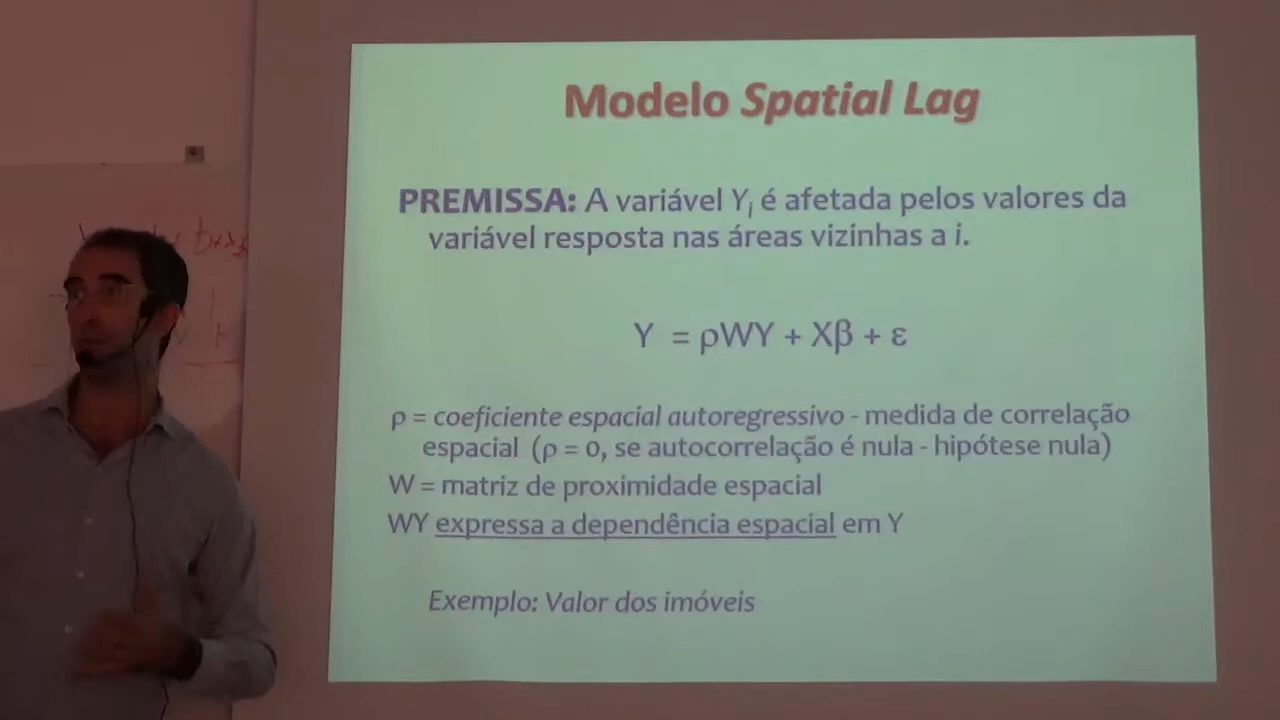 Modelo Spatial Lag
PREMISSA: A variável Yi é afetada pelos valores da
variável resposta nas áreas vizinhas a i.
Y = ρWY + Xβ + ε
ρ = coeficiente espacial autoregressivo - medida de correlação
espacial (ρ = 0, se autocorrelação é nula - hipótese nula)
W = matriz de proximidade espacial
WY expressa a dependência espacial em Y
Exemplo: Valor dos imóveis